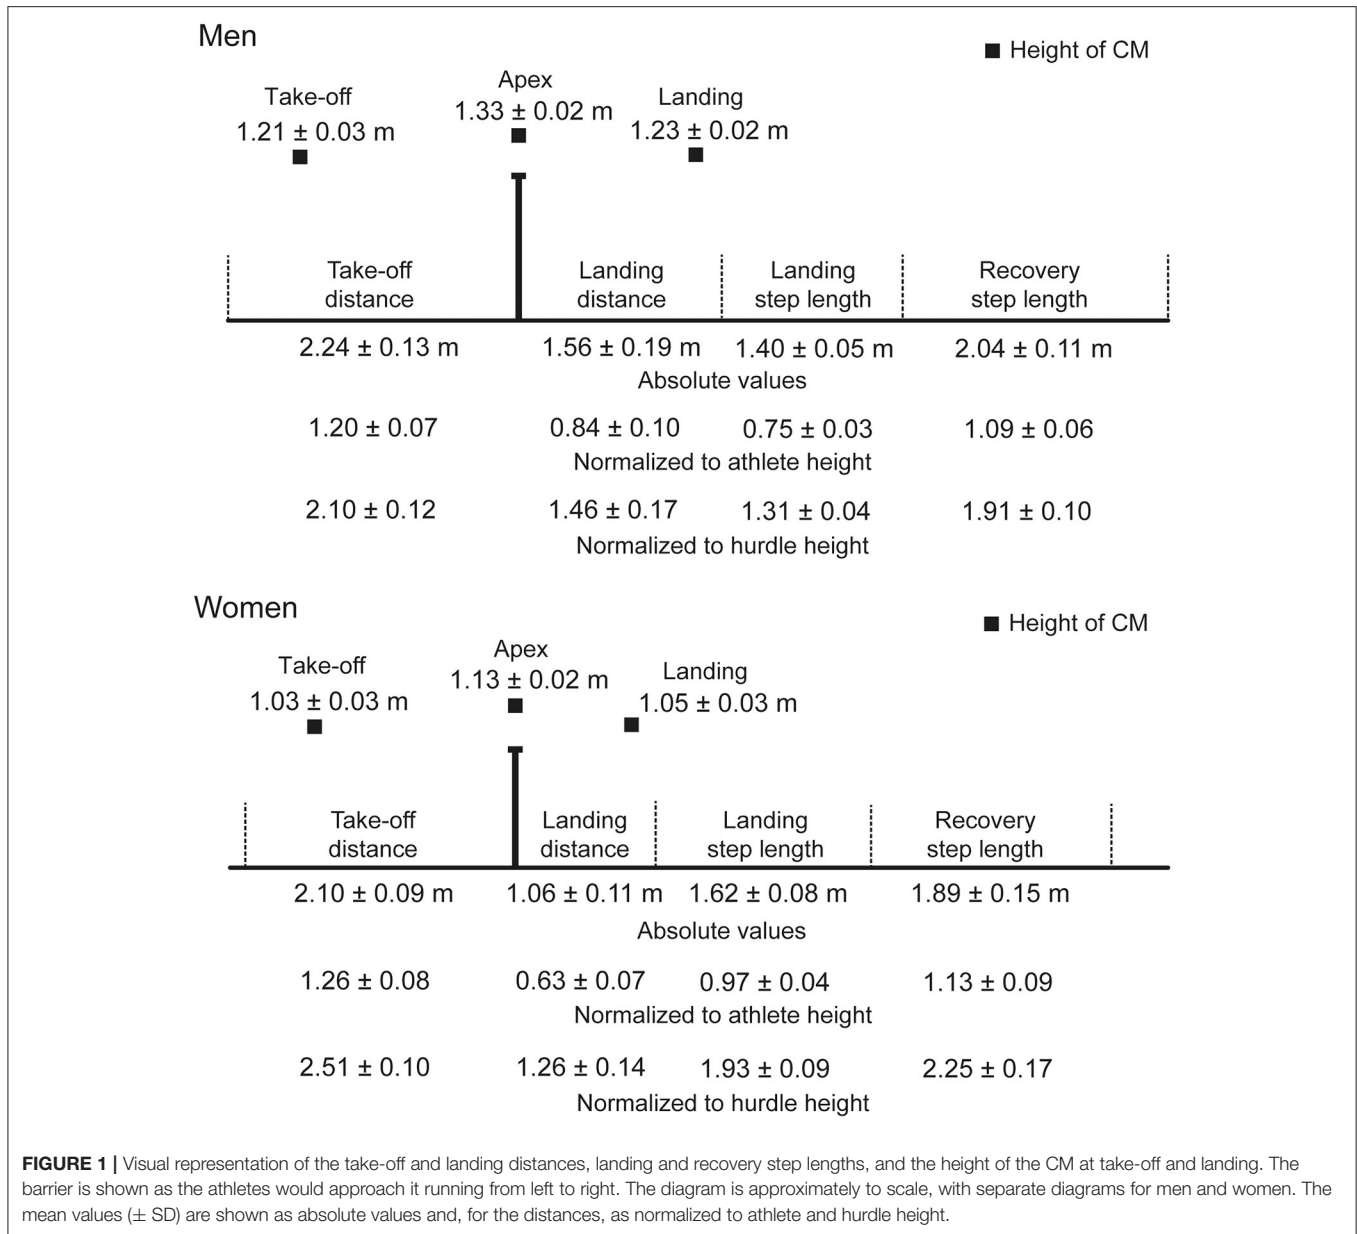 Men
■ Height of CM
Apex
Take-off
Landing
1.33 ± 0.02 m
1.21 ± 0.03 m
1.23 ± 0.02 m
Take-off distance
Landing distance
Landing step length
Recovery step length
2.24 ± 0.13 m
1.56 ± 0.19 m
1.40 ± 0.05 m
2.04 ± 0.11 m
Absolute values
1.20 ± 0.07
0.84 ± 0.10
0.75 ± 0.03
1.09 ± 0.06
Normalized to athlete height
2.10 ± 0.12
1.46 ± 0.17
1.31 ± 0.04
1.91 ± 0.10
Normalized to hurdle height
Women
■ Height of CM
Apex
Take-off
Landing
1.13 ± 0.02 m
1.03 ± 0.03 m
1.05 ± 0.03 m
Take-off distance
Landing distance
Landing step length
Recovery step length
2.10 ± 0.09 m
1.06 ± 0.11 m
1.62 ± 0.08 m
1.89 ± 0.15 m
Absolute values
1.26 ± 0.08
0.63 ± 0.07
0.97 ± 0.04
1.13 ± 0.09
Normalized to athlete height
2.51 ± 0.10
1.26 ± 0.14
1.93 ± 0.09
2.25 ± 0.17
Normalized to hurdle height
FIGURE 1 | Visual representation of the take-off and landing distances, landing and recovery step lengths, and the height of the CM at take-off and landing. The
barrier is shown as the athletes would approach it running from left to right. The diagram is approximately to scale, with separate diagrams for men and women. The
mean values (± SD) are shown as absolute values and, for the distances, as normalized to athlete and hurdle height.